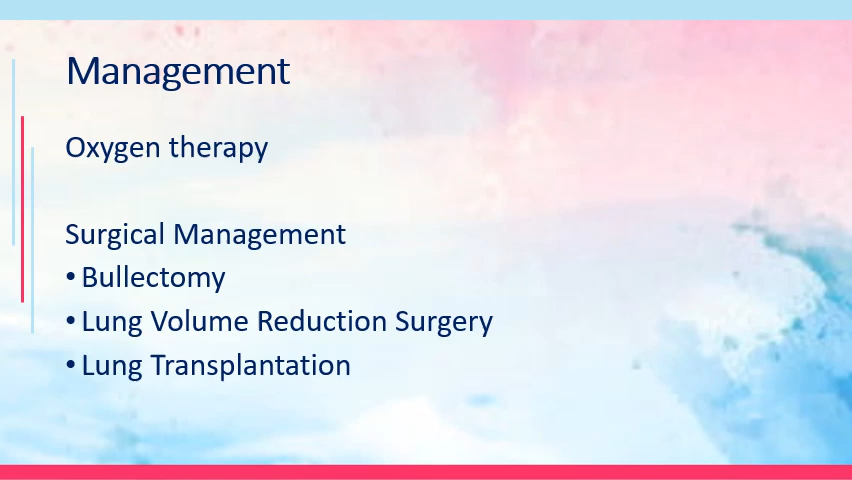 Management
Oxygen therapy
Surgical Management
• Bullectomy
• Lung Volume Reduction Surgery
• Lung Transplantation